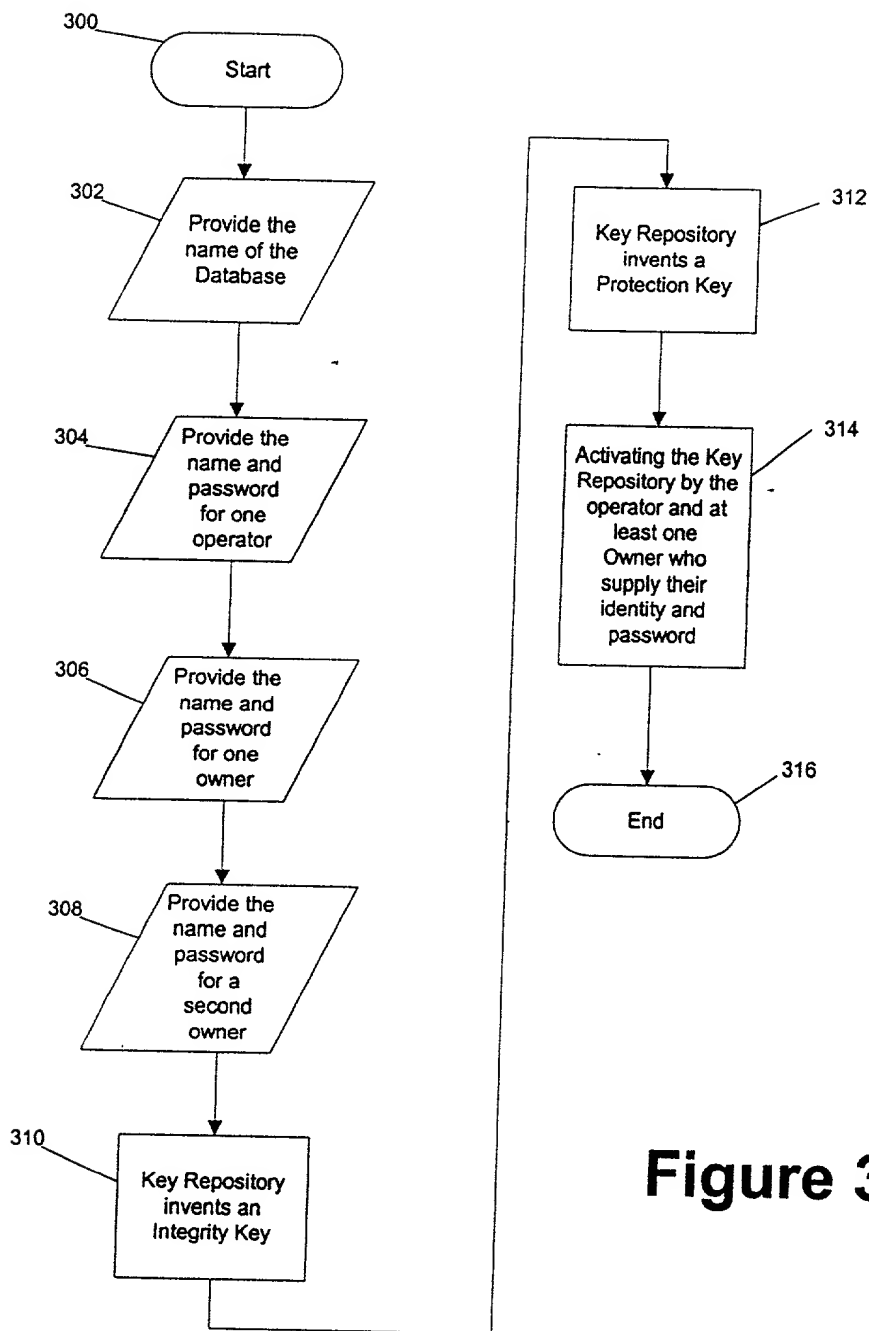 300
Start
302
Provide the
name of the
Database
304
Provide the
name and
password
for one
operator
306
Provide the
name and
password
for one
owner
308
Provide the
name and
password
for a
second
owner
310
Key Repository
invents an
Integrity Key
312
Key Repository
invents a
Protection Key
314
Activating the Key
Repository by the
operator and at
least one
Owner who
supply their
identity and
password
316
End
Figure 3